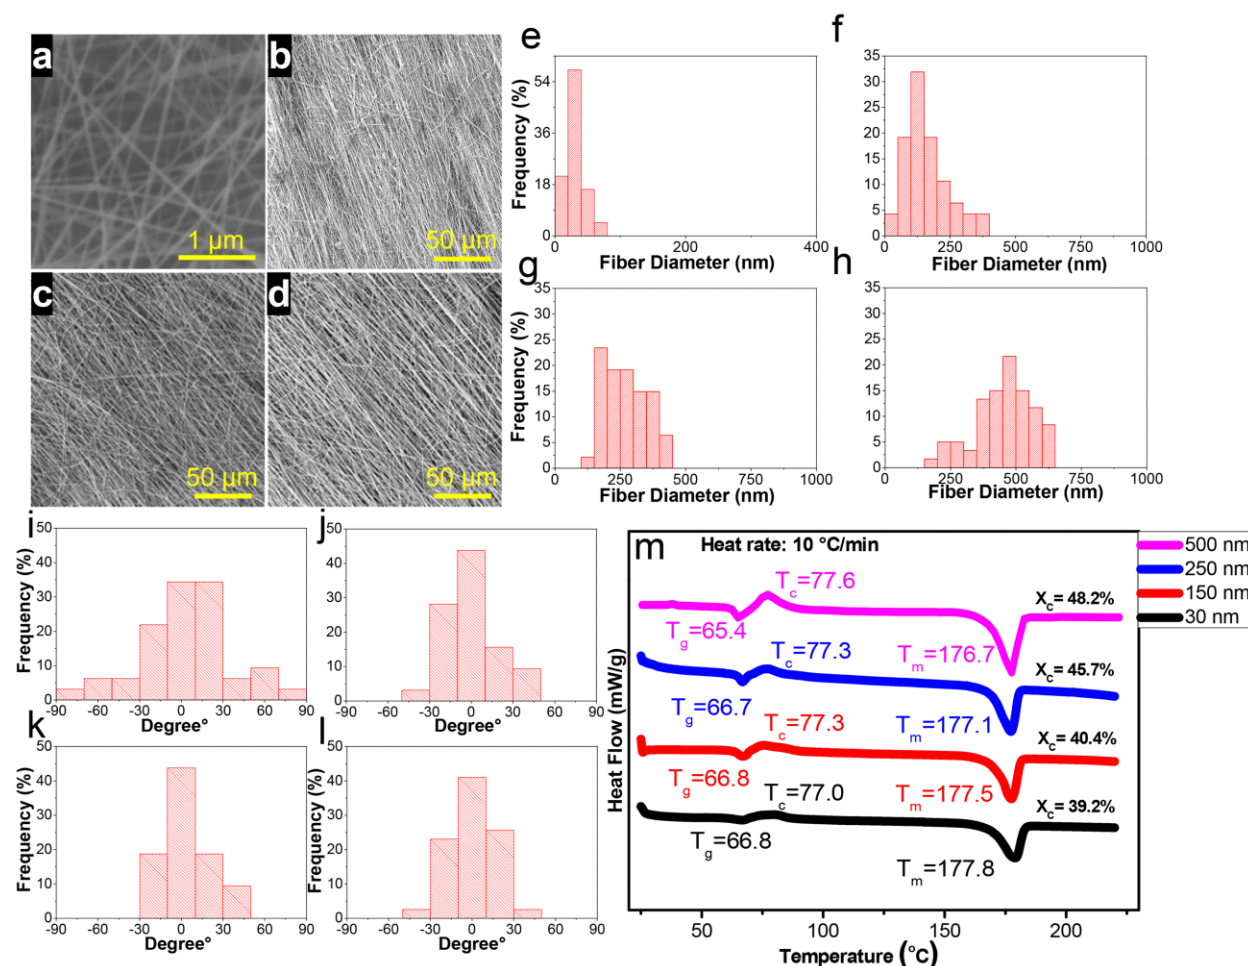 a
1 μm
b
50 μm
c
50 μm
d
50 μm
e
Frequency (%)
54
36
18
0
0
200
400
Fiber Diameter (nm)
f
Frequency (%)
35
30
25
20
15
10
5
0
0
250
500
750
1000
Fiber Diameter (nm)
g
Frequency (%)
35
30
25
20
15
10
5
0
0
250
500
750
1000
Fiber Diameter (nm)
h
Frequency (%)
35
30
25
20
15
10
5
0
0
250
500
750
1000
Fiber Diameter (nm)
i
Frequency (%)
50
40
30
20
10
0
-90
-60
-30
0
30
60
90
Degree°
j
Frequency (%)
50
40
30
20
10
0
-90
-60
-30
0
30
60
90
Degree°
k
Frequency (%)
50
40
30
20
10
0
-90
-60
-30
0
30
60
90
Degree°
l
Frequency (%)
50
40
30
20
10
0
-90
-60
-30
0
30
60
90
Degree°
m
Heat rate: 10 °C/min
500 nm
250 nm
150 nm
30 nm
Heat Flow (mW/g)
Tg=65.4
Tc=77.6
Tm=176.7
Xc= 48.2%
Tg=66.7
Tc=77.3
Tm=177.1
Xc=45.7%
Tg=66.8
Tc=77.3
Tm=177.5
Xc= 40.4%
Tg=66.8
Tc=77.0
Tm=177.8
Xc= 39.2%
50
100
150
200
Temperature (°C)